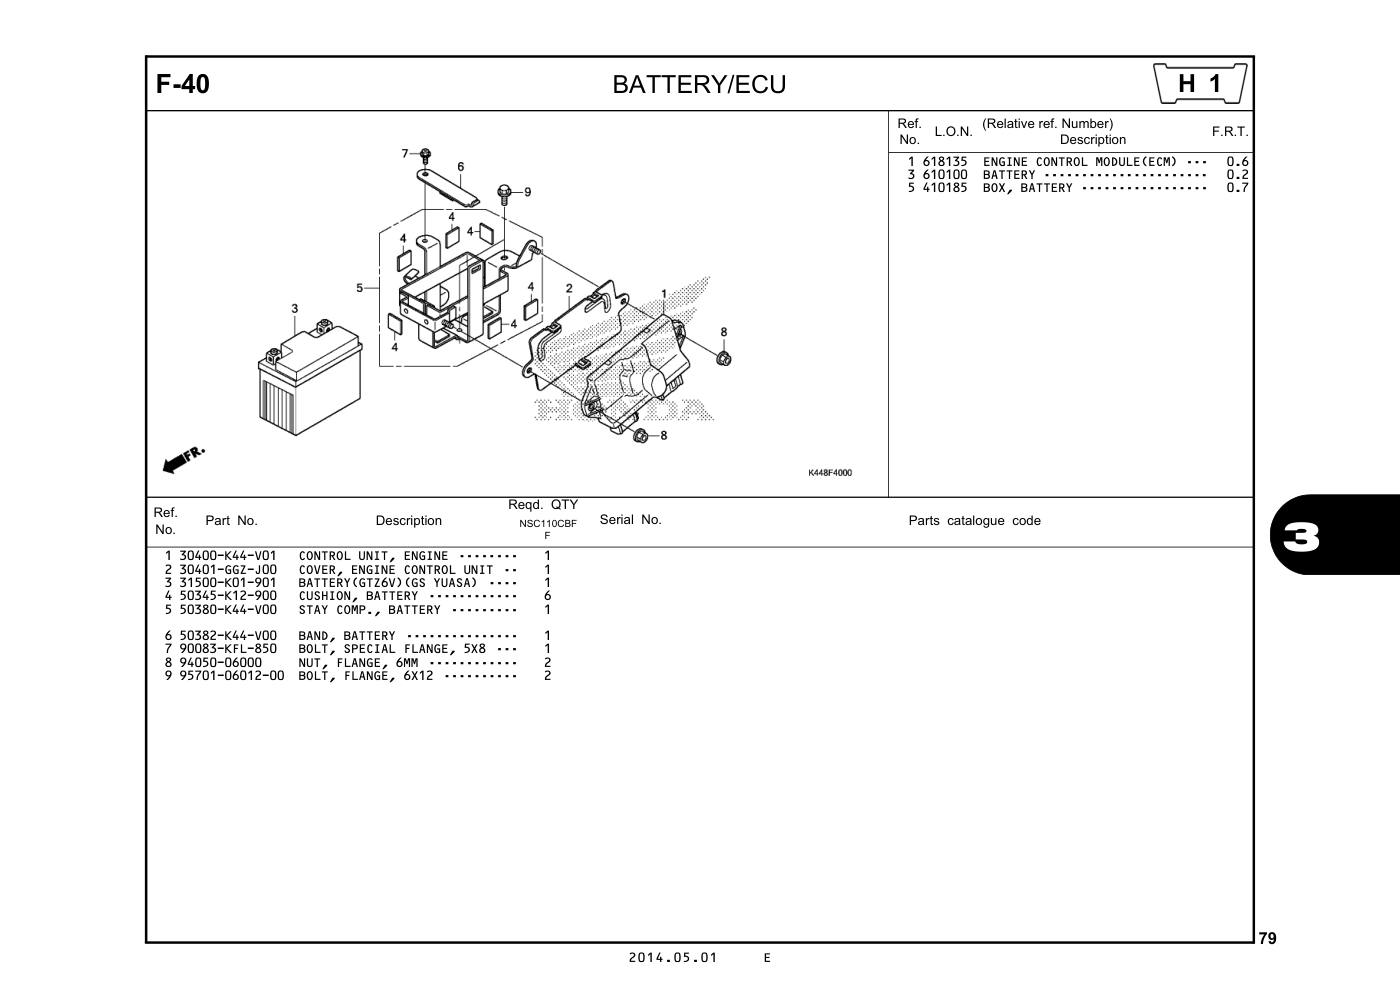 F-40 BATTERY/ECU H 1
7
6
9
4
4
4
4
4
4
5
3
2
1
8
8
HONDA
FR.
K448F4000
Ref. No. L.O.N. (Relative ref. Number) Description F.R.T.
1 618135 ENGINE CONTROL MODULE(ECM) --- 0.6
3 610100 BATTERY ---------------------- 0.2
5 410185 BOX, BATTERY ----------------- 0.7
Ref. No. Part No. Description Reqd. QTY NSC110CBF F Serial No. Parts catalogue code
1 30400-K44-V01 CONTROL UNIT, ENGINE -------- 1
2 30401-GGZ-J00 COVER, ENGINE CONTROL UNIT -- 1
3 31500-K01-901 BATTERY(GTZ6V)(GS YUASA) ---- 1
4 50345-K12-900 CUSHION, BATTERY ------------ 6
5 50380-K44-V00 STAY COMP., BATTERY --------- 1
6 50382-K44-V00 BAND, BATTERY --------------- 1
7 90083-KFL-850 BOLT, SPECIAL FLANGE, 5X8 --- 1
8 94050-06000 NUT, FLANGE, 6MM ------------ 2
9 95701-06012-00 BOLT, FLANGE, 6X12 ---------- 2
3
79
2014.05.01 E